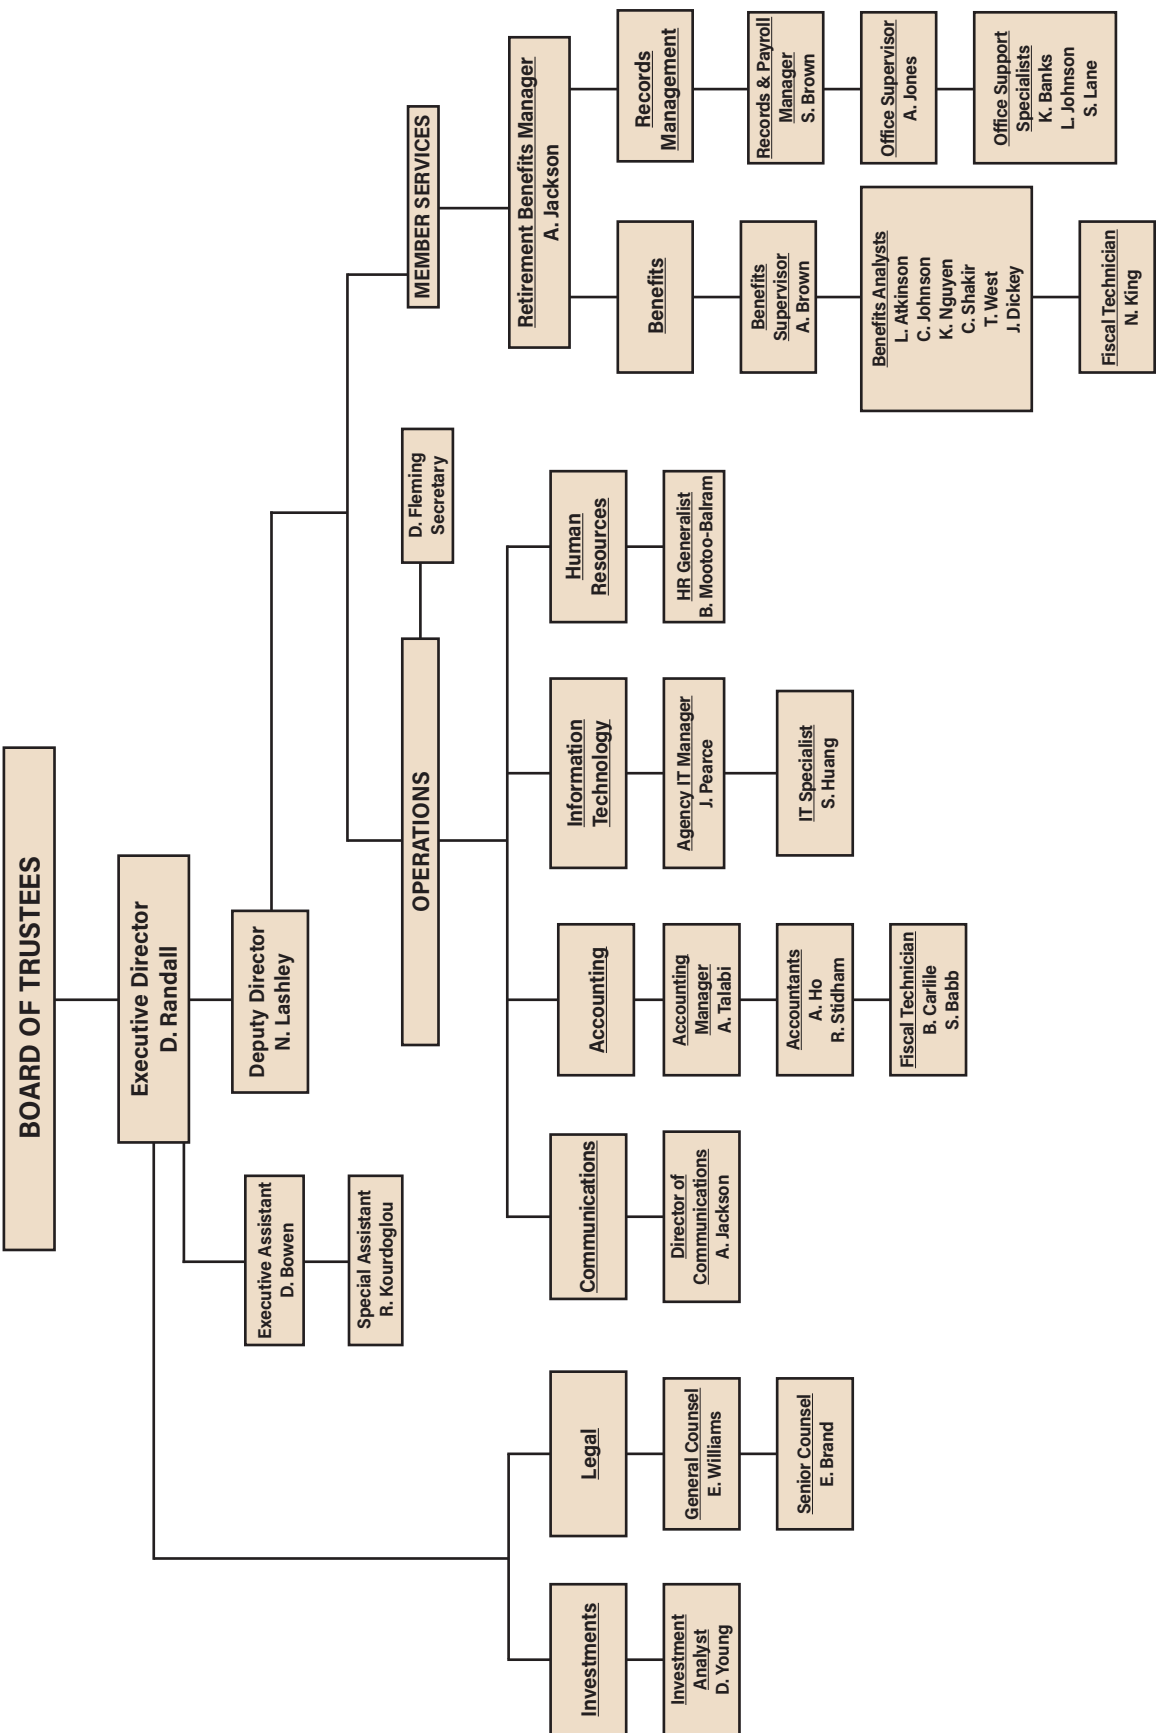 BOARD OF TRUSTEES
Executive Director
D. Randall
Deputy Director
N. Lashley
Executive Assistant
D. Bowen
Special Assistant
R. Kourdoglou
Investments
Investment
Analyst
D. Young
Legal
General Counsel
E. Williams
Senior Counsel
E. Brand
OPERATIONS
D. Fleming
Secretary
Communications
Director of
Communications
A. Jackson
Accounting
Accounting
Manager
A. Talabi
Accountants
A. Ho
R. Stidham
Fiscal Technician
B. Carlile
S. Babb
Information
Technology
Agency IT Manager
J. Pearce
IT Specialist
S. Huang
Human
Resources
HR Generalist
B. Mootoo-Balram
MEMBER SERVICES
Retirement Benefits Manager
A. Jackson
Benefits
Benefits
Supervisor
A. Brown
Benefits Analysts
L. Atkinson
C. Johnson
K. Nguyen
C. Shakir
T. West
J. Dickey
Fiscal Technician
N. King
Records
Management
Records & Payroll
Manager
S. Brown
Office Supervisor
A. Jones
Office Support
Specialists
K. Banks
L. Johnson
S. Lane